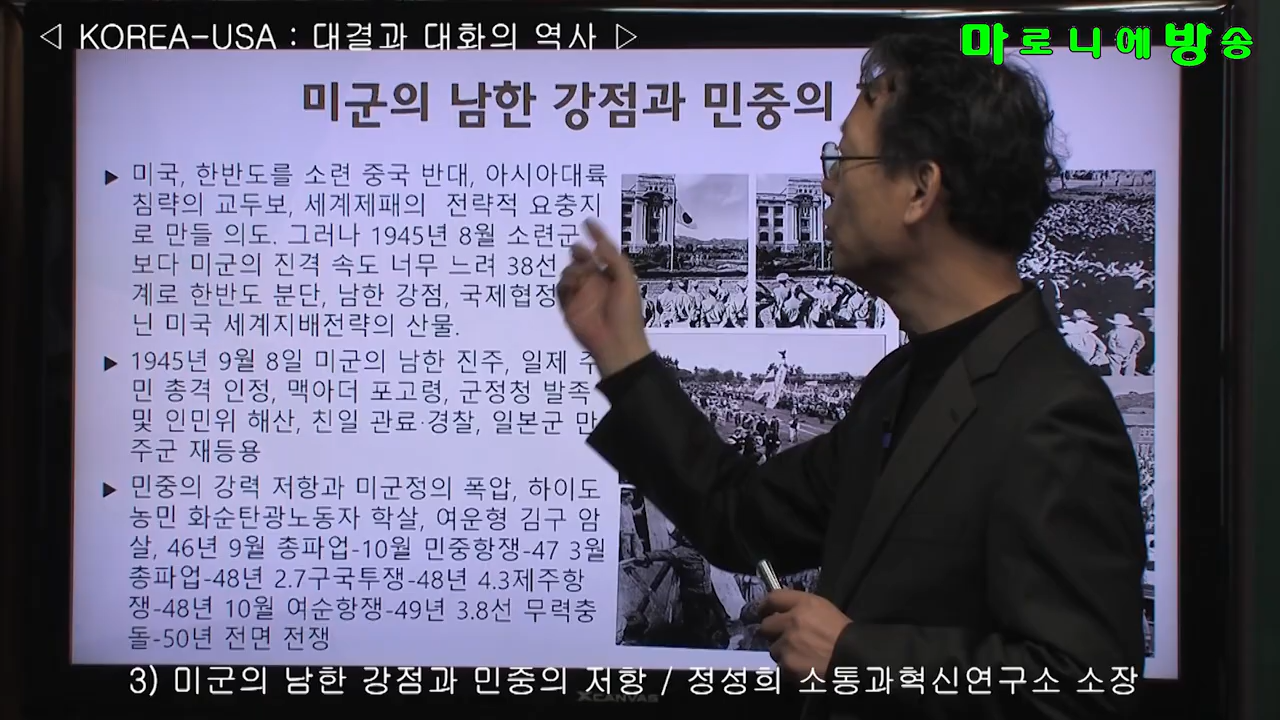 ◁ KOREA-USA : 대결과 대화의 역사 ▷
마로니에방송
미군의 남한 강점과 민중의
▶ 미국, 한반도를 소련 중국 반대, 아시아대륙
침략의 교두보, 세계제패의 전략적 요충지
로 만들 의도. 그러나 1945년 8월 소련군
보다 미군의 진격 속도 너무 느려 38선
계로 한반도 분단, 남한 강점, 국제협정
닌 미국 세계지배전략의 산물.
▶ 1945년 9월 8일 미군의 남한 진주, 일제 주
민 총격 인정, 맥아더 포고령, 군정청 발족
및 인민위 해산, 친일 관료·경찰, 일본군 만
주군 재등용
▶ 민중의 강력 저항과 미군정의 폭압, 하이도
농민 화순탄광노동자 학살, 여운형 김구 암
살, 46년 9월 총파업-10월 민중항쟁-47 3월
총파업-48년 2.7구국투쟁-48년 4.3제주항
쟁-48년 10월 여순항쟁-49년 3.8선 무력충
돌-50년 전면 전쟁
3) 미군의 남한 강점과 민중의 저항 / 정성희 소통과혁신연구소 소장
XCANVAS